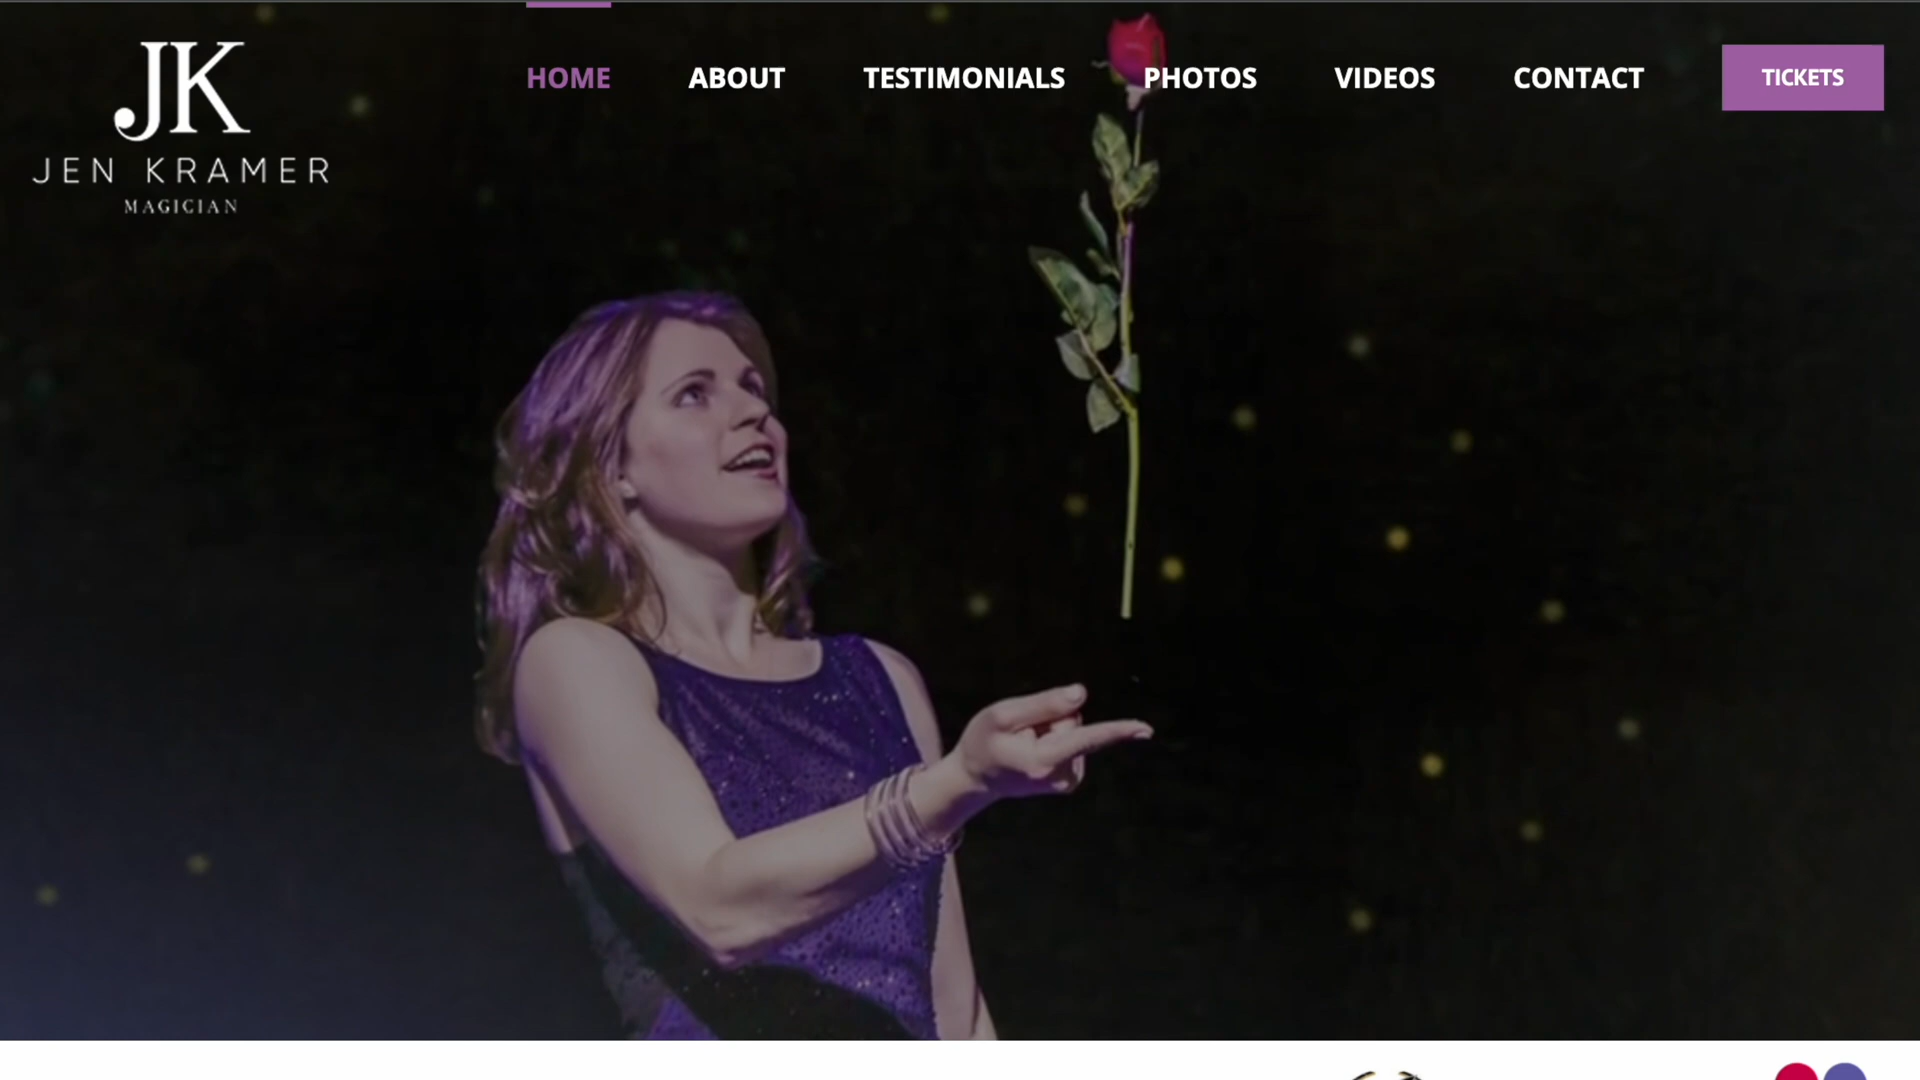 JK
JEN KRAMER
MAGICIAN
HOME ABOUT TESTIMONIALS PHOTOS VIDEOS CONTACT TICKETS